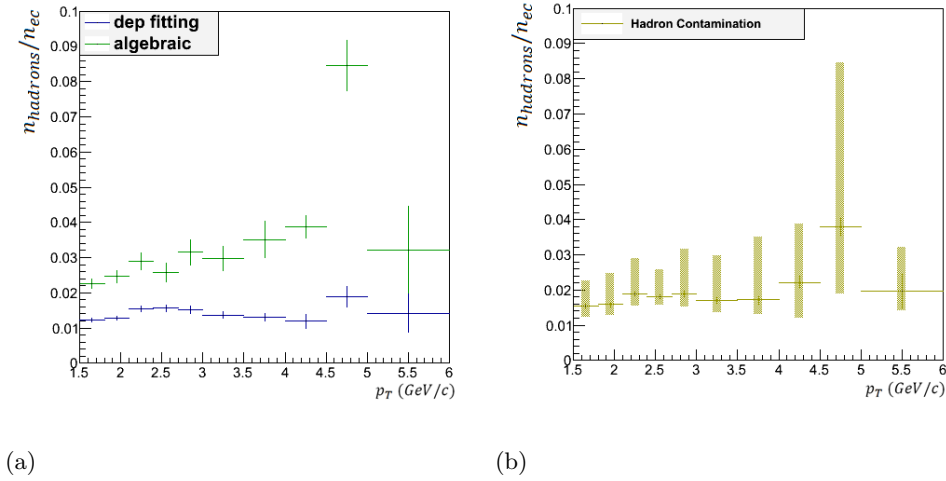 dep fitting
algebraic
n_hadrons/n_ec
0.1
0.09
0.08
0.07
0.06
0.05
0.04
0.03
0.02
0.01
0
1.5 2 2.5 3 3.5 4 4.5 5 5.5 6
p_T (GeV/c)
(a)
Hadron Contamination
n_hadrons/n_ec
0.1
0.09
0.08
0.07
0.06
0.05
0.04
0.03
0.02
0.01
0
1.5 2 2.5 3 3.5 4 4.5 5 5.5 6
p_T (GeV/c)
(b)